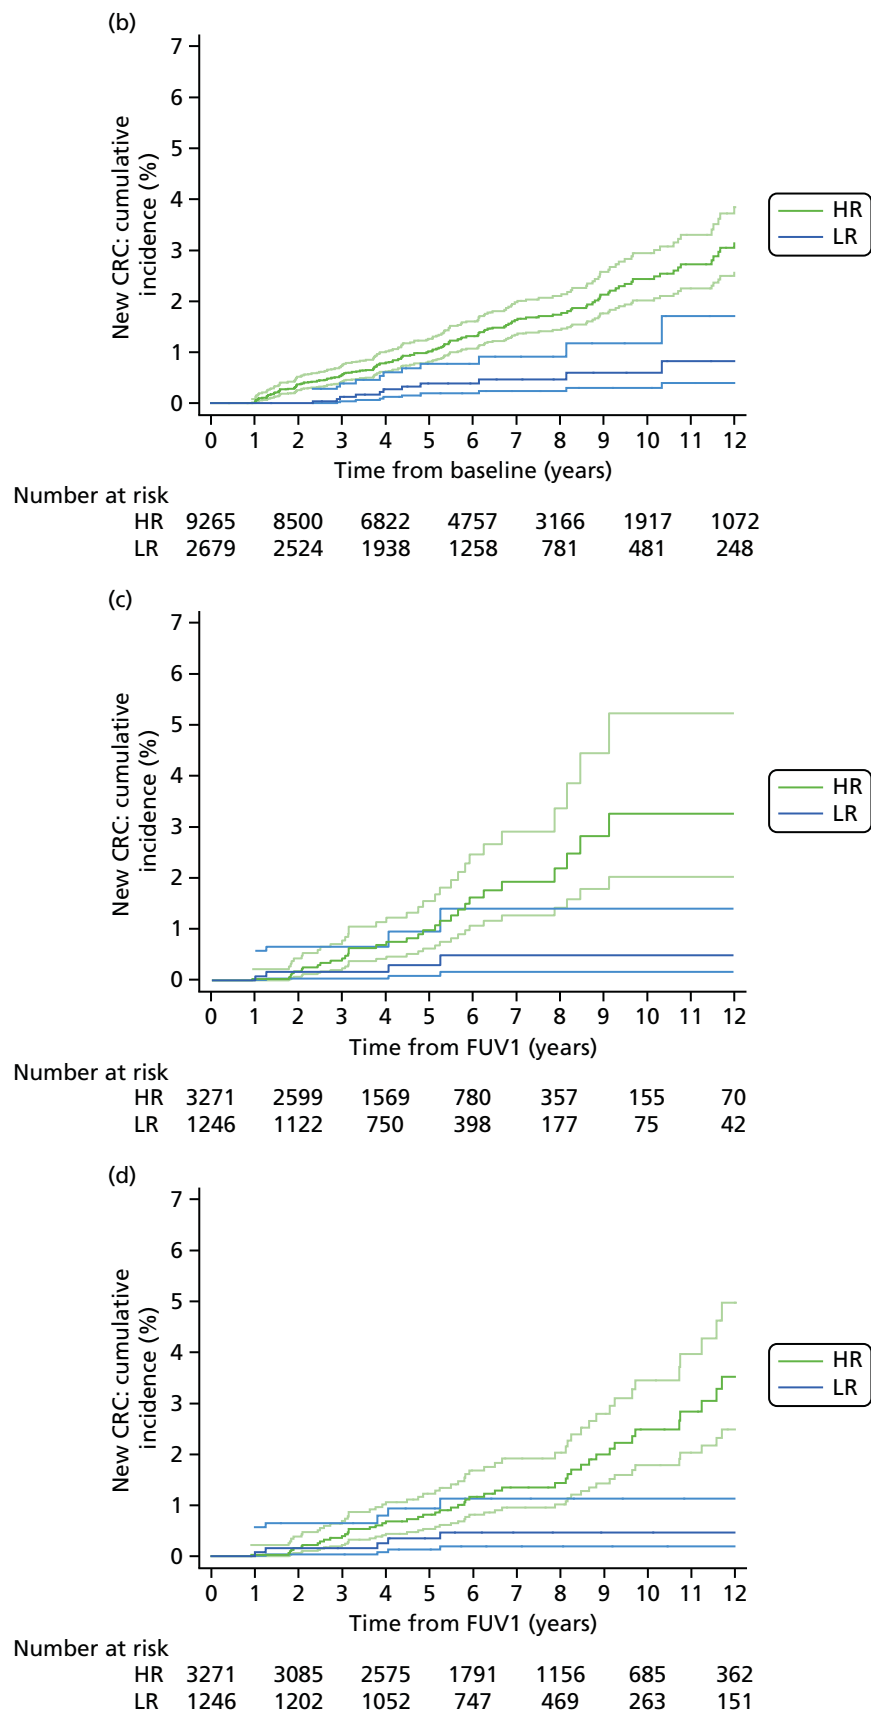 (b)
7
6
5
4
3
2
1
0
New CRC: cumulative
incidence (%)
HR
LR
0 1 2 3 4 5 6 7 8 9 10 11 12
Time from baseline (years)
Number at risk
HR 9265 8500 6822 4757 3166 1917 1072
LR 2679 2524 1938 1258 781 481 248
(c)
7
6
5
4
3
2
1
0
New CRC: cumulative
incidence (%)
HR
LR
0 1 2 3 4 5 6 7 8 9 10 11 12
Time from FUV1 (years)
Number at risk
HR 3271 2599 1569 780 357 155 70
LR 1246 1122 750 398 177 75 42
(d)
7
6
5
4
3
2
1
0
New CRC: cumulative
incidence (%)
HR
LR
0 1 2 3 4 5 6 7 8 9 10 11 12
Time from FUV1 (years)
Number at risk
HR 3271 3085 2575 1791 1156 685 362
LR 1246 1202 1052 747 469 263 151